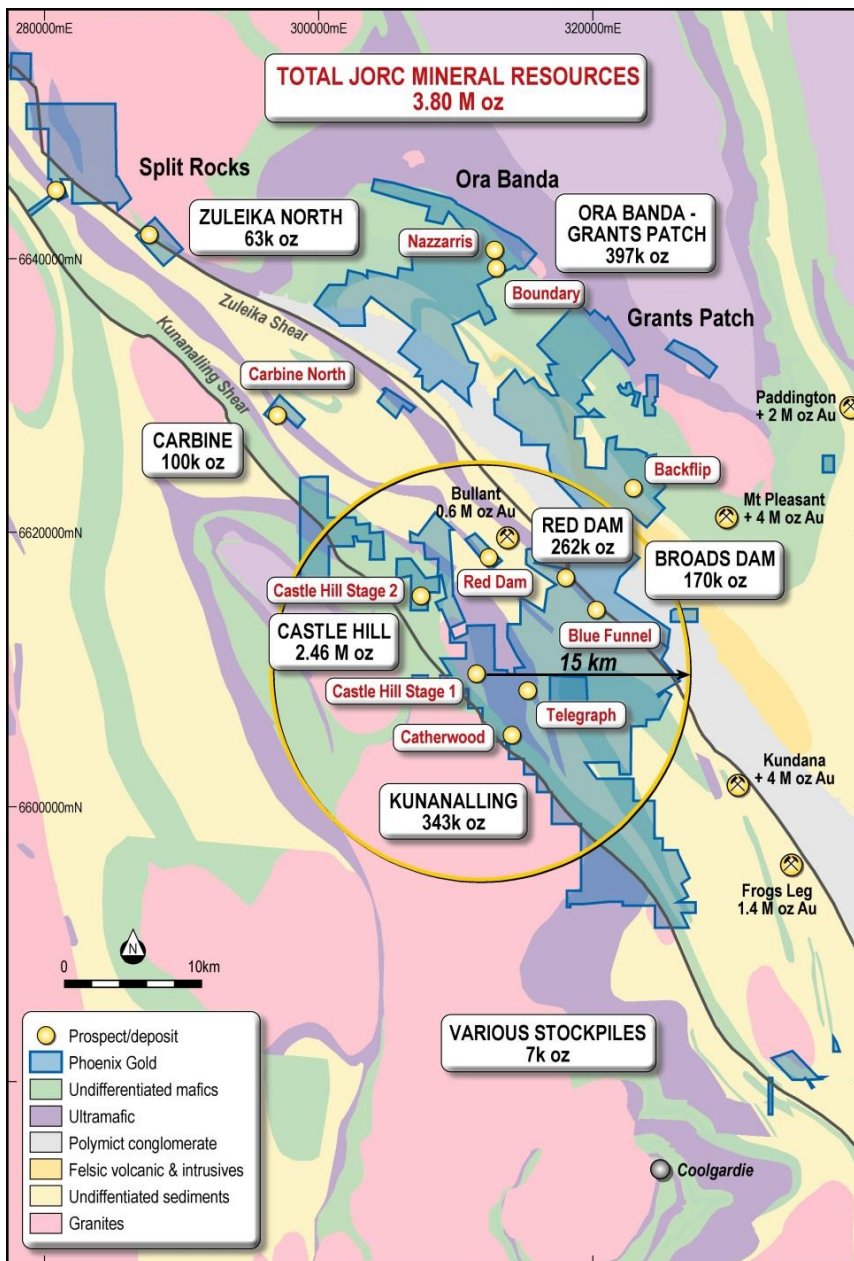 280000mE
300000mE
320000mE
TOTAL JORC MINERAL RESOURCES
3.80 M oz
Split Rocks
Ora Banda
ZULEIKA NORTH
63k oz
ORA BANDA -
GRANTS PATCH
397k oz
Nazzarris
6640000mN
Boundary
Zuleika Shear
Grants Patch
Kunanalling Shear
Carbine North
Paddington
+ 2 M oz Au
CARBINE
100k oz
Backflip
Bullant
0.6 M oz Au
Mt Pleasant
+ 4 M oz Au
6620000mN
RED DAM
262k oz
Red Dam
BROADS DAM
170k oz
Castle Hill Stage 2
CASTLE HILL
2.46 M oz
Blue Funnel
15 km
Castle Hill Stage 1
Telegraph
Catherwood
Kundana
+ 4 M oz Au
6600000mN
KUNANALLING
343k oz
Frogs Leg
1.4 M oz Au
N
0
10km
VARIOUS STOCKPILES
7k oz
Prospect/deposit
Phoenix Gold
Undifferentiated mafics
Ultramafic
Polymict conglomerate
Felsic volcanic & intrusives
Undiffentiated sediments
Granites
Coolgardie